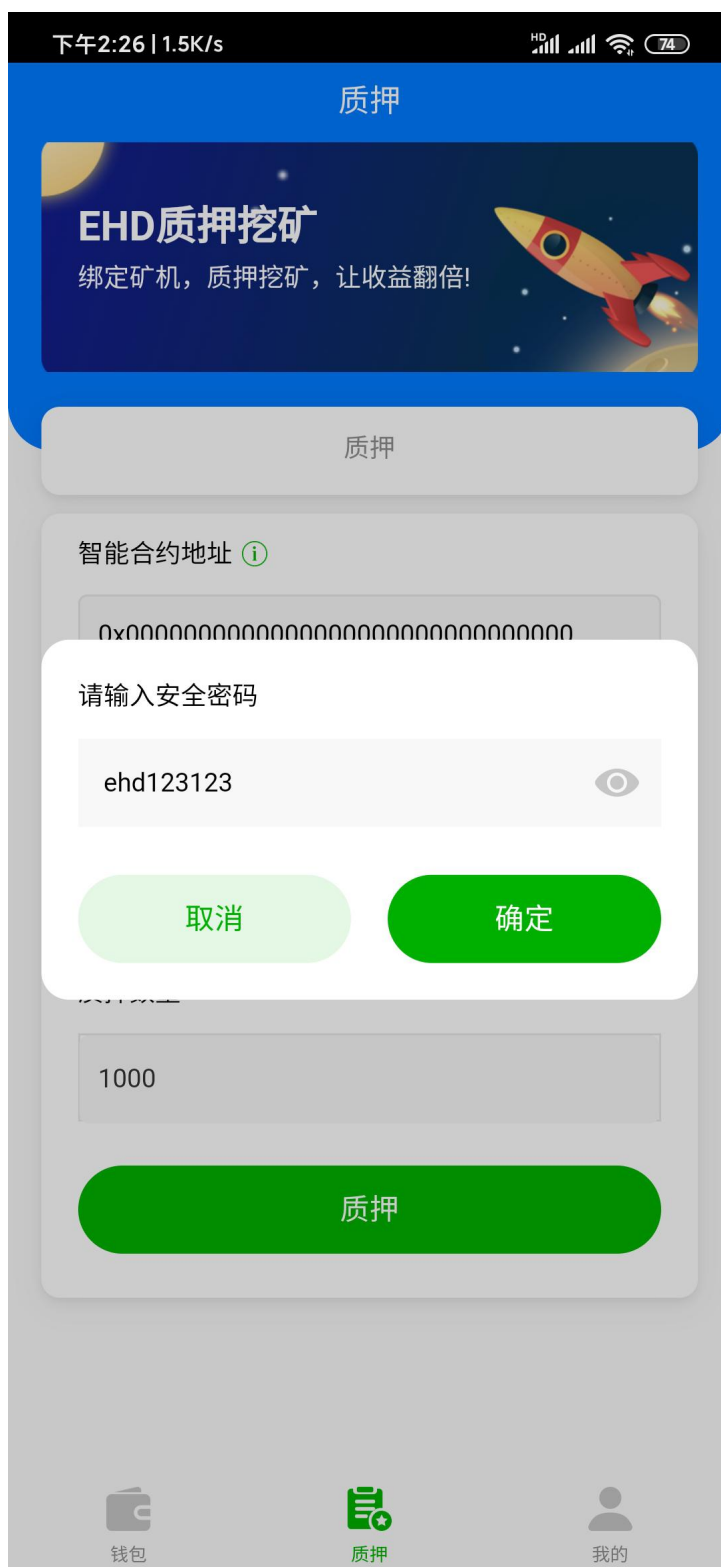 下午2:26 | 1.5K/s HD 74
质押
EHD质押挖矿
绑定矿机，质押挖矿，让收益翻倍!
质押
智能合约地址
请输入安全密码
ehd123123
取消 确定
1000
质押
钱包 质押 我的